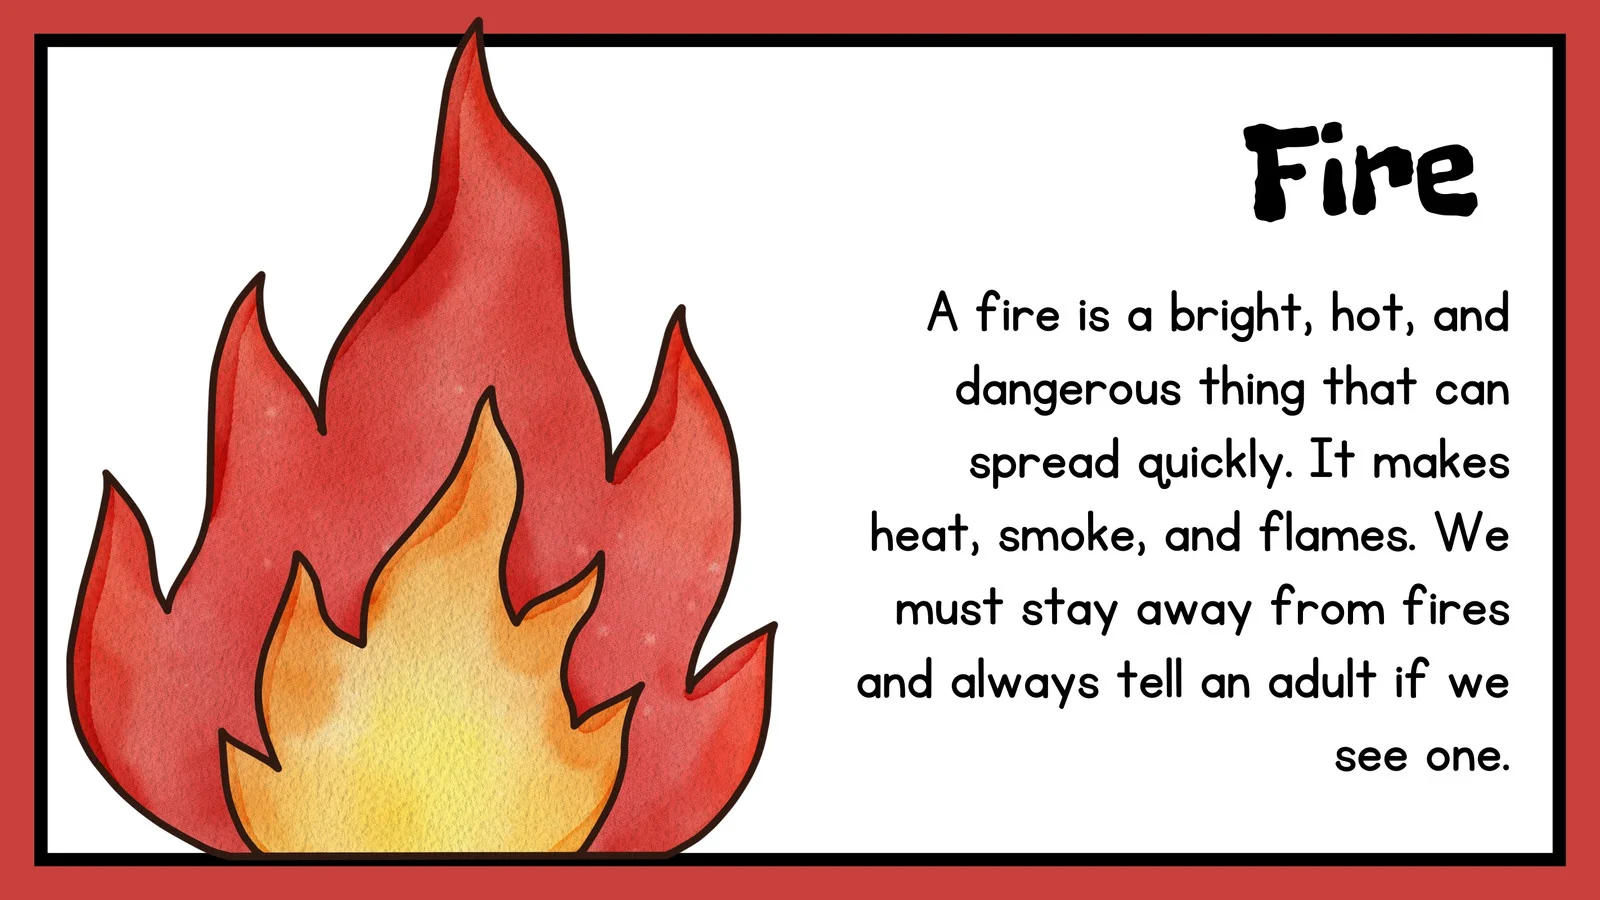 Fire
A fire is a bright, hot, and
dangerous thing that can
spread quickly. It makes
heat, smoke, and flames. We
must stay away from fires
and always tell an adult if we
see one.